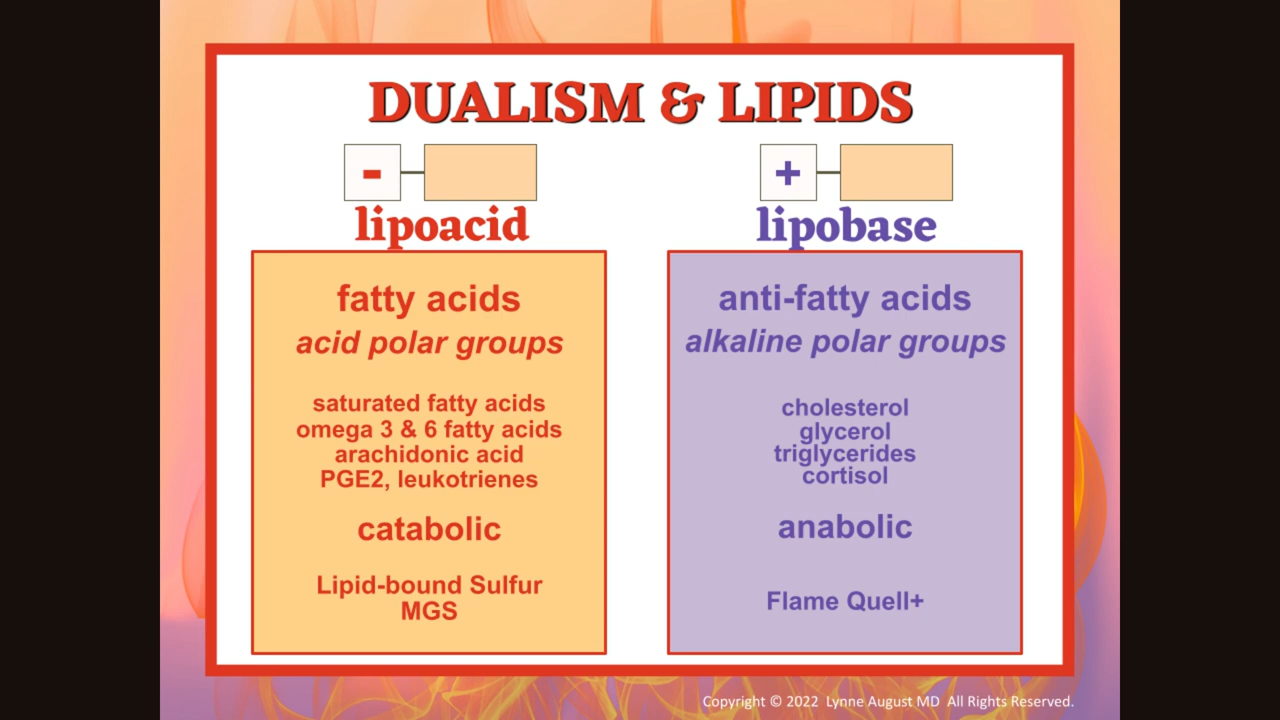 DUALISM & LIPIDS
-
lipoacid
fatty acids
acid polar groups
saturated fatty acids
omega 3 & 6 fatty acids
arachidonic acid
PGE2, leukotrienes
catabolic
Lipid-bound Sulfur
MGS
+
lipobase
anti-fatty acids
alkaline polar groups
cholesterol
glycerol
triglycerides
cortisol
anabolic
Flame Quell+
Copyright © 2022 Lynne August MD All Rights Reserved.